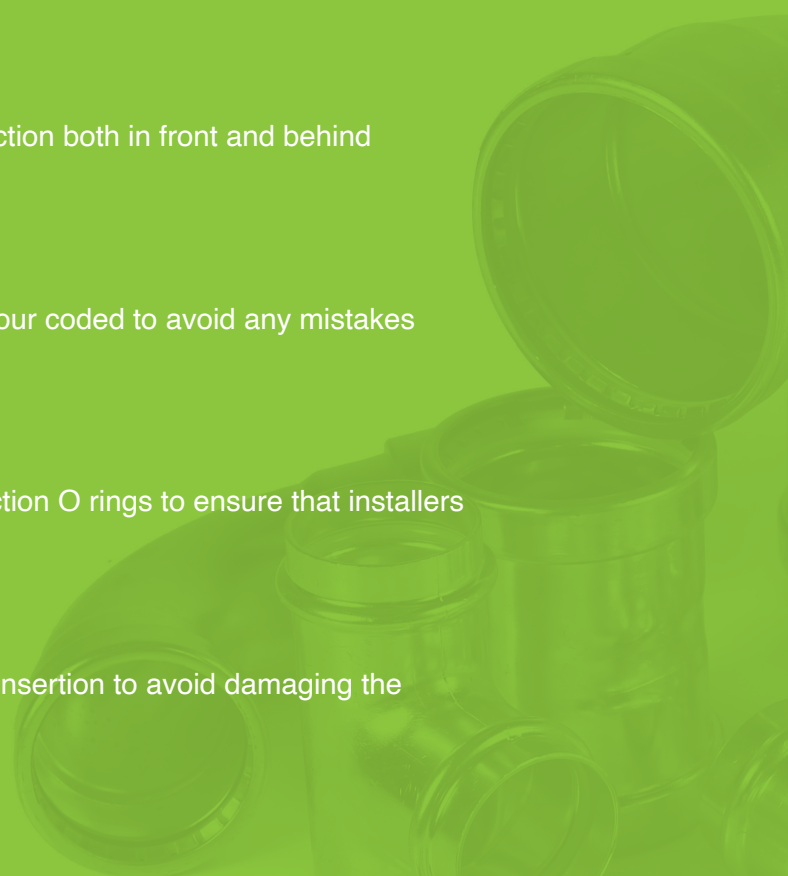 ction both in front and behind
our coded to avoid any mistakes
tion O rings to ensure that installers
nsertion to avoid damaging the